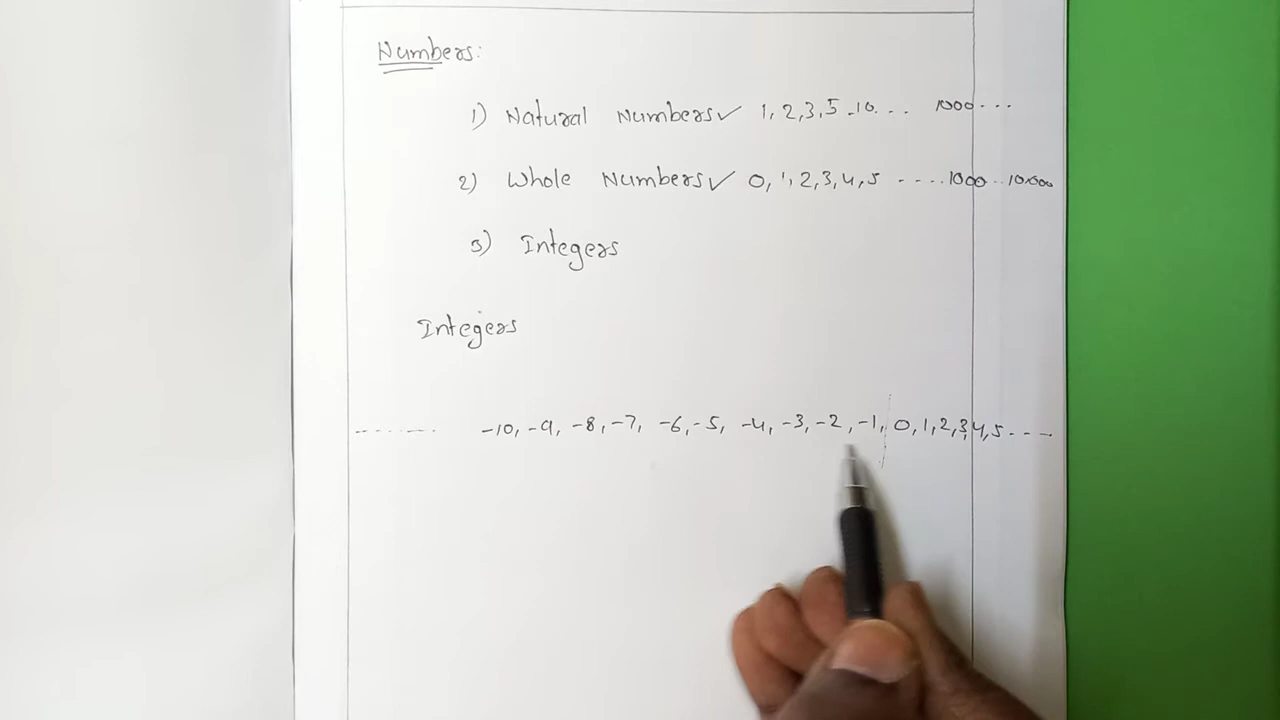 Numbers:
1) Natural Numbers✓ 1, 2, 3, 5 -10... 1000...
2) Whole Numbers✓ 0, 1, 2, 3, 4, 5 .....1000...10,000
3) Integers
Integers
........ -10, -9, -8, -7, -6, -5, -4, -3, -2, -1, 0, 1, 2, 3, 4, 5....